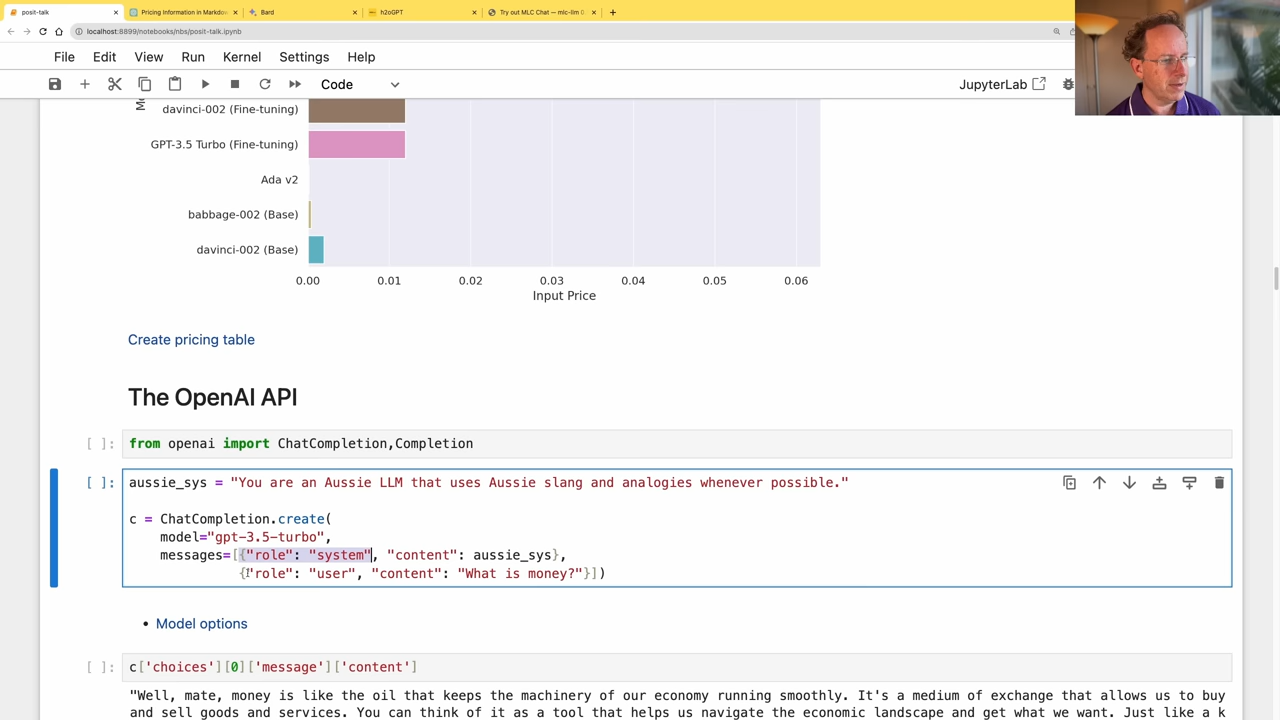 posit-talk
Pricing Information in Markdow
Bard
h2oGPT
Try out MLC Chat — mlc-llm 0
localhost:8899/notebooks/nbs/posit-talk.ipynb
File Edit View Run Kernel Settings Help
Code
JupyterLab
davinci-002 (Fine-tuning)
GPT-3.5 Turbo (Fine-tuning)
Ada v2
babbage-002 (Base)
davinci-002 (Base)
0.00 0.01 0.02 0.03 0.04 0.05 0.06
Input Price
Create pricing table
The OpenAI API
[ ]: from openai import ChatCompletion,Completion
[ ]: aussie_sys = "You are an Aussie LLM that uses Aussie slang and analogies whenever possible."
c = ChatCompletion.create(
model="gpt-3.5-turbo",
messages=[{"role": "system", "content": aussie_sys},
{"role": "user", "content": "What is money?"}])
• Model options
[ ]: c['choices'][0]['message']['content']
"Well, mate, money is like the oil that keeps the machinery of our economy running smoothly. It's a medium of exchange that allows us to buy
and sell goods and services. You can think of it as a tool that helps us navigate the economic landscape and get what we want. Just like a k